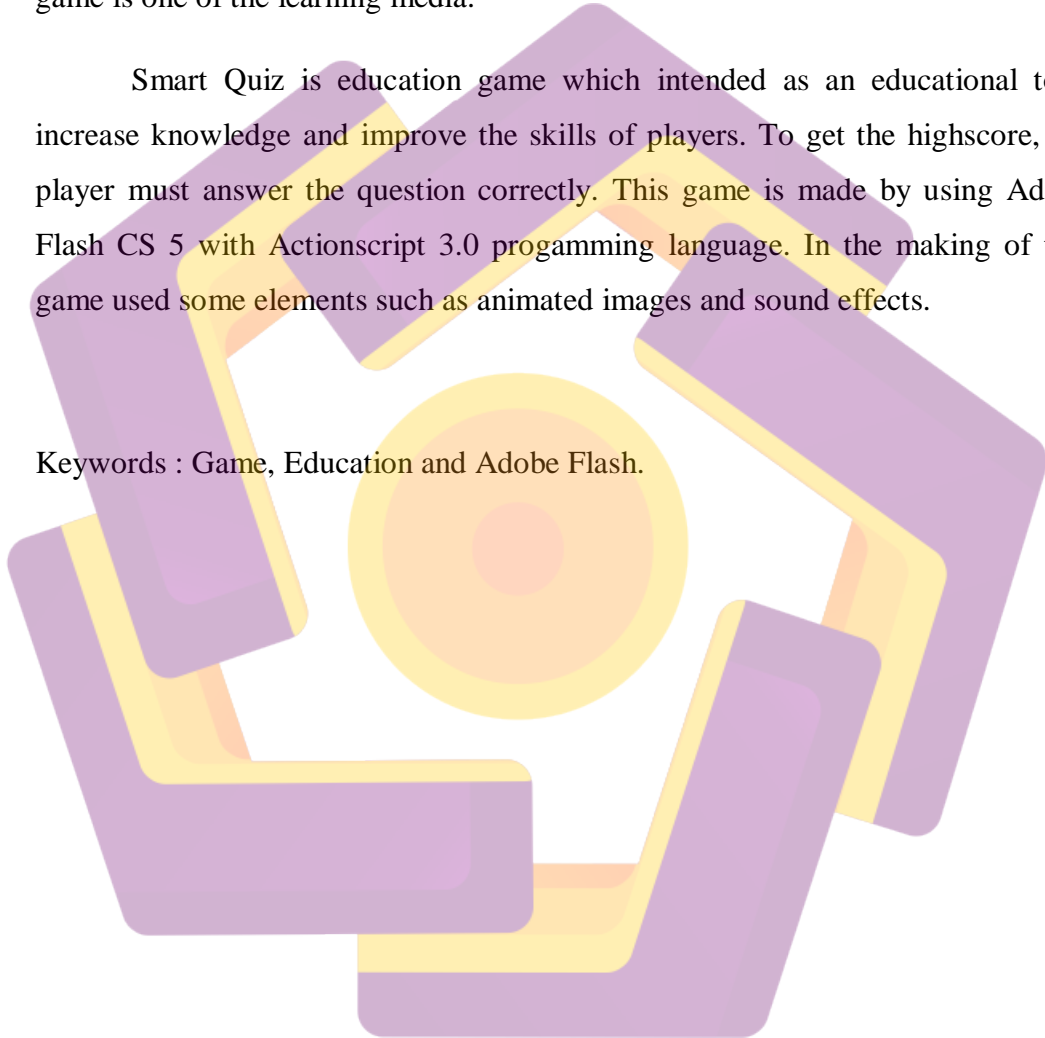 game is one of the learning media.
Smart Quiz is education game which intended as an educational
increase knowledge and improve the skills of players. To get the highscore,
player must answer the question correctly. This game is made by using
Flash CS 5 with Actionscript 3.0 progamming language. In the making of
game used some elements such as animated images and sound effects.
Keywords : Game, Education and Adobe Flash.